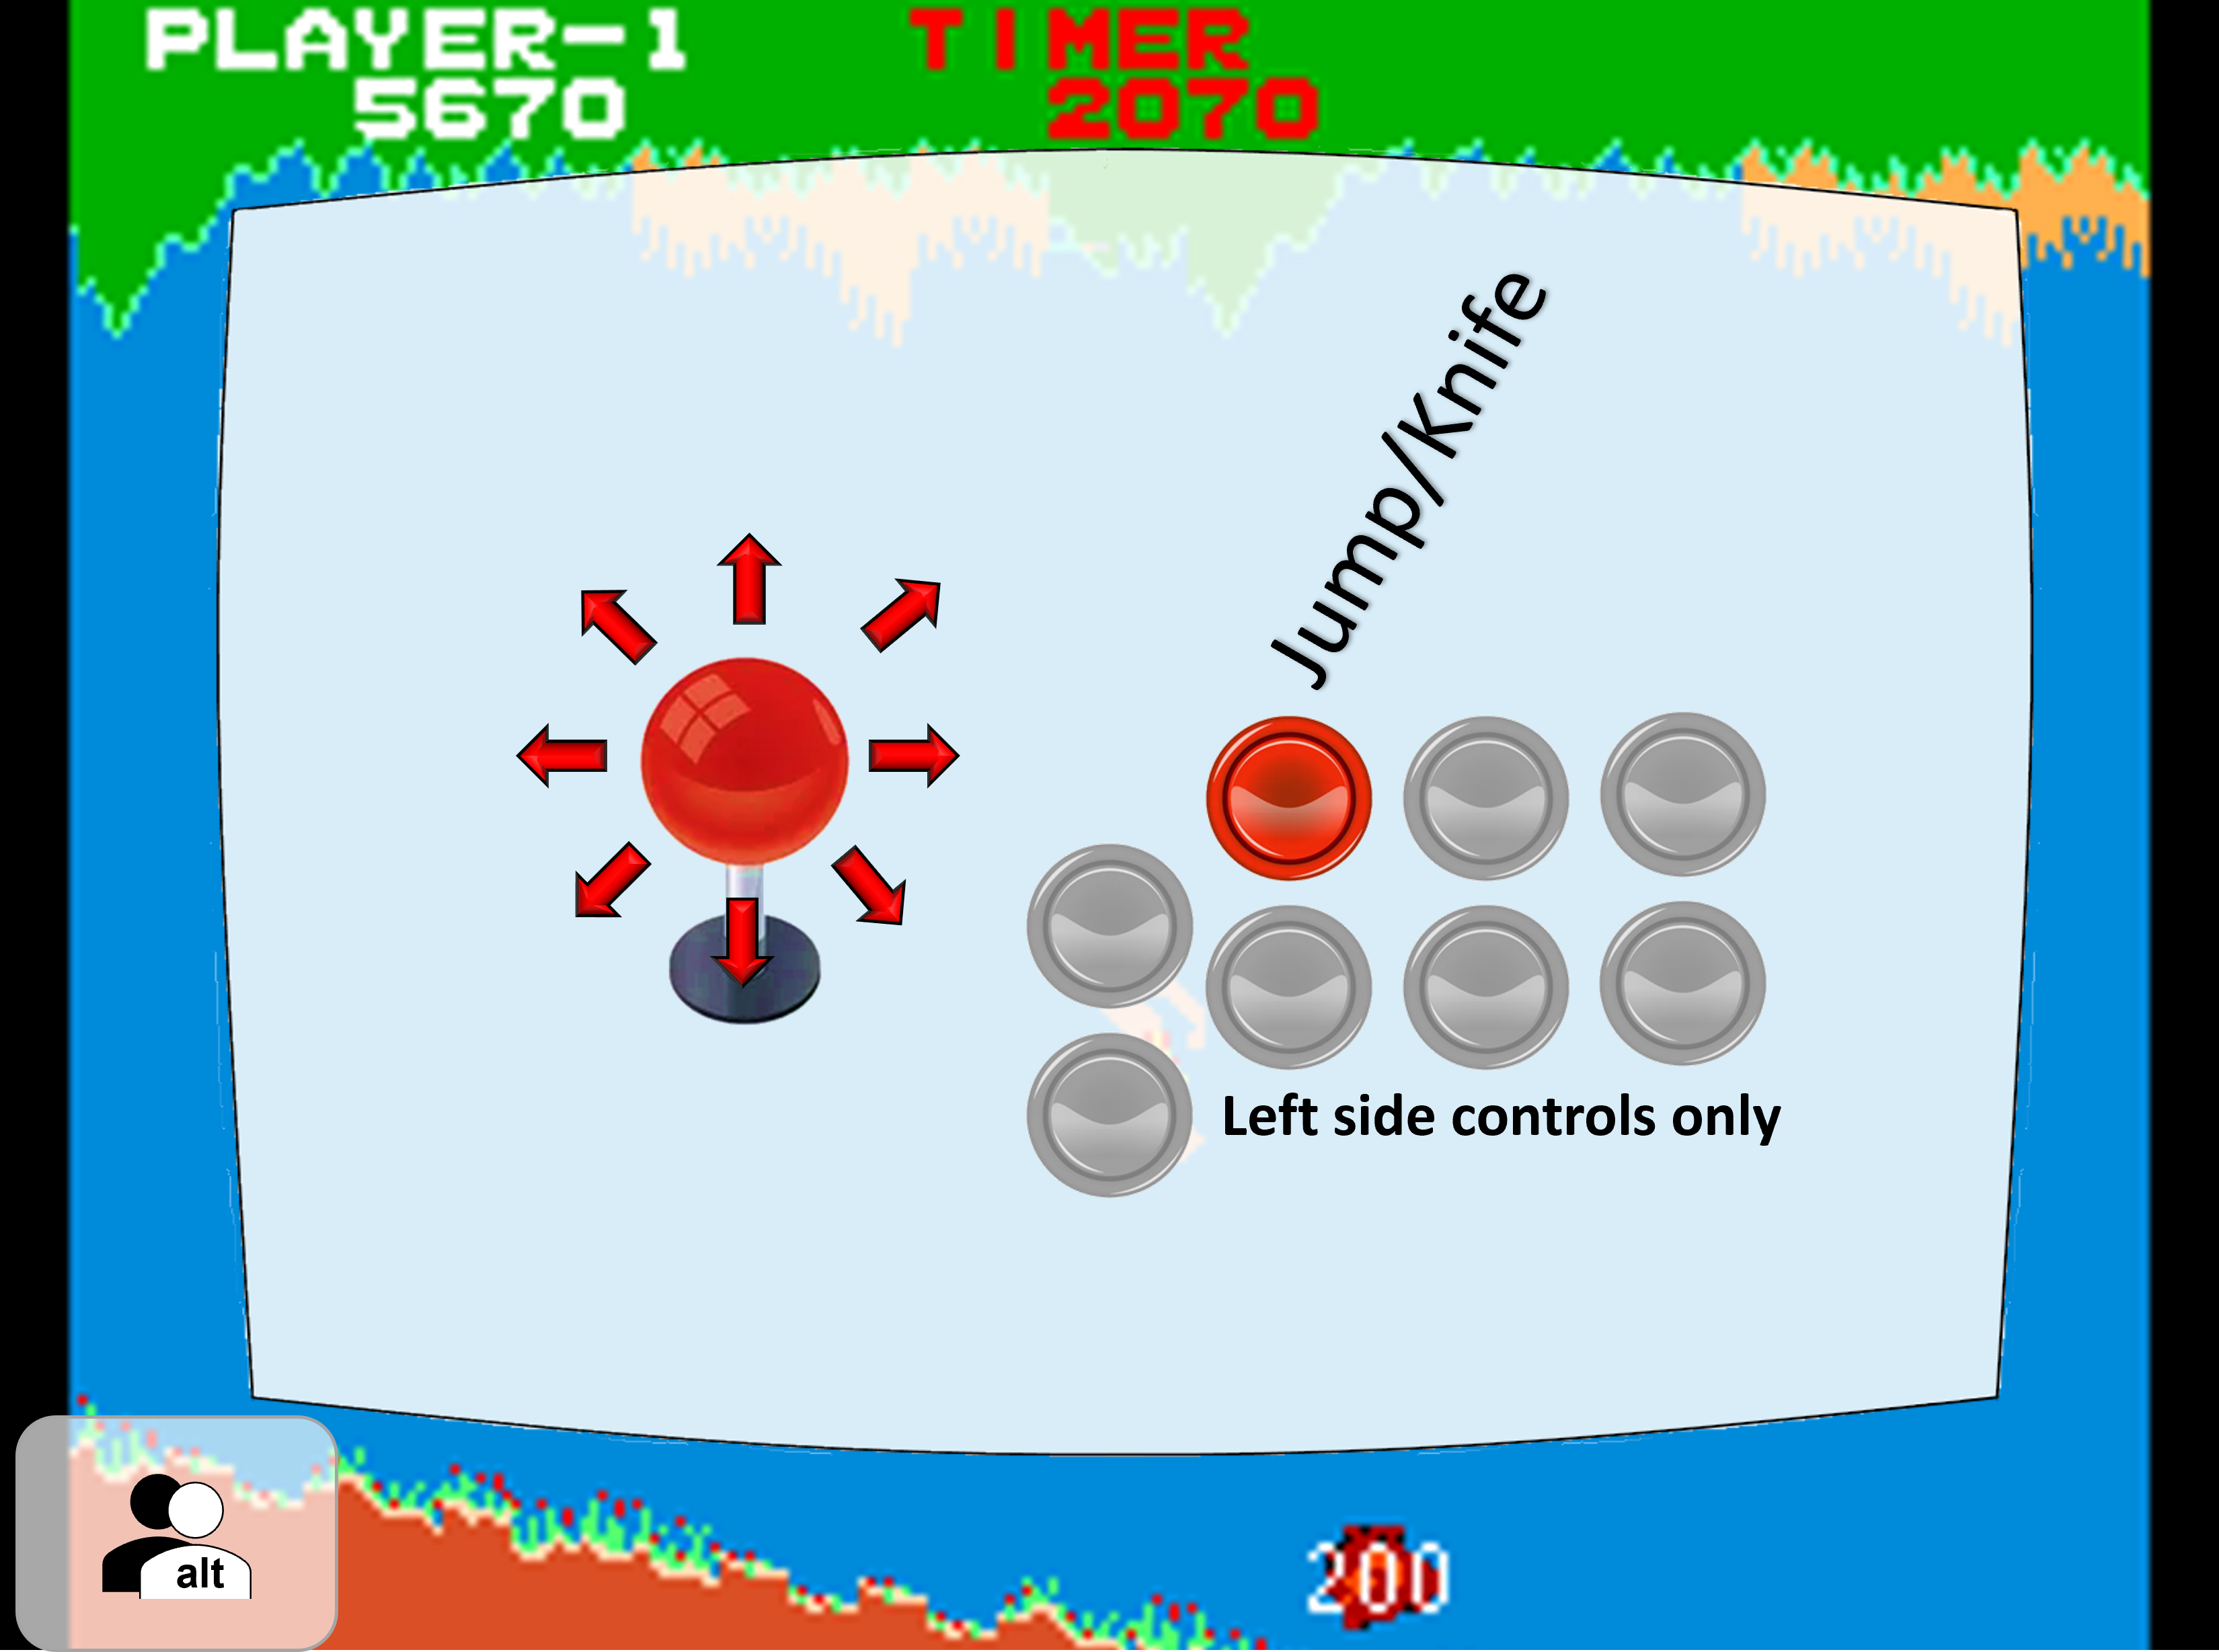 PLAYER-1 TIMER
5670 2070
Jump/Knife
Left side controls only
alt
200